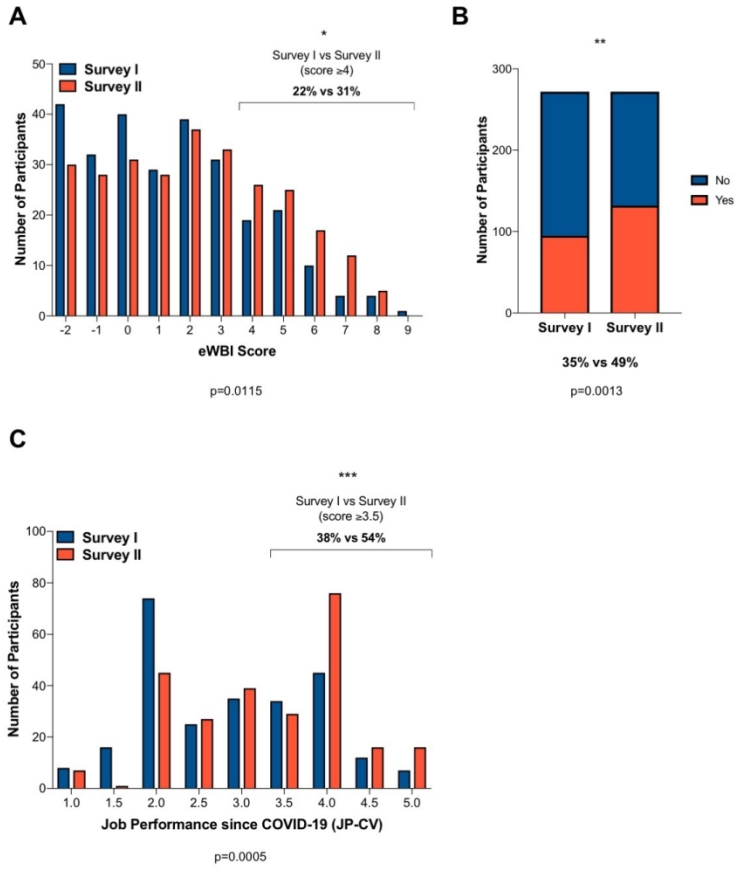 A
*
Survey I vs Survey II
(score ≥4)
22% vs 31%
Survey I
Survey II
Number of Participants
50
40
30
20
10
0
-2 -1 0 1 2 3 4 5 6 7 8 9
eWBI Score
p=0.0115
B
**
Number of Participants
300
200
100
0
No
Yes
Survey I Survey II
35% vs 49%
p=0.0013
C
***
Survey I vs Survey II
(score ≥3.5)
38% vs 54%
Survey I
Survey II
Number of Participants
100
80
60
40
20
0
1.0 1.5 2.0 2.5 3.0 3.5 4.0 4.5 5.0
Job Performance since COVID-19 (JP-CV)
p=0.0005